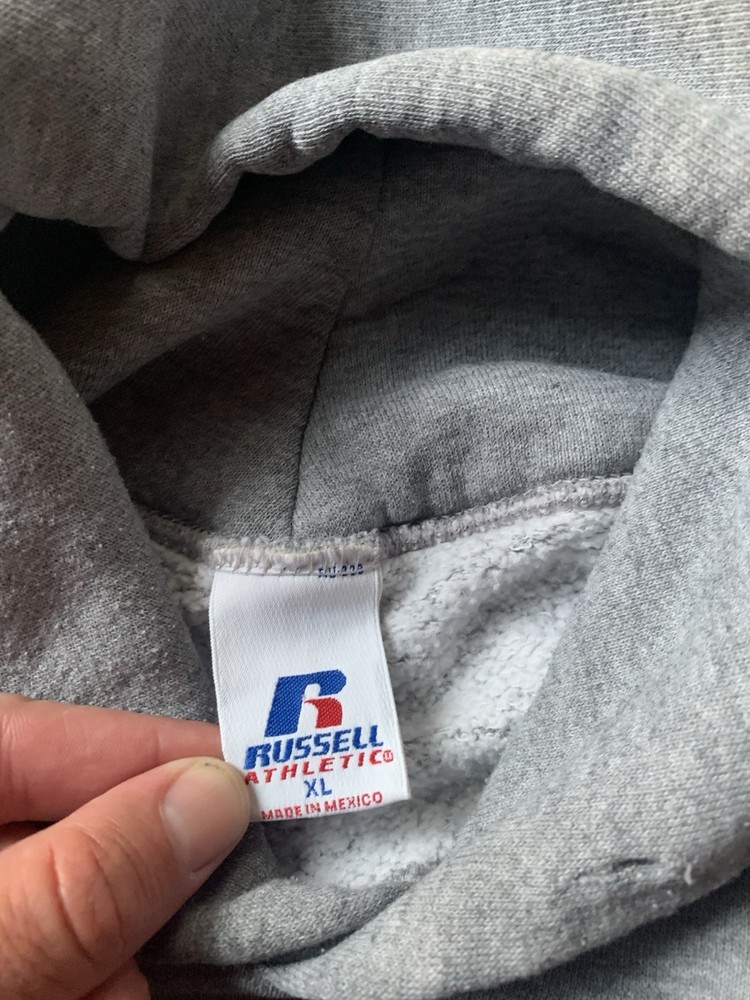 R
RUSSELL
ATHLETIC®
XL
MADE IN MEXICO